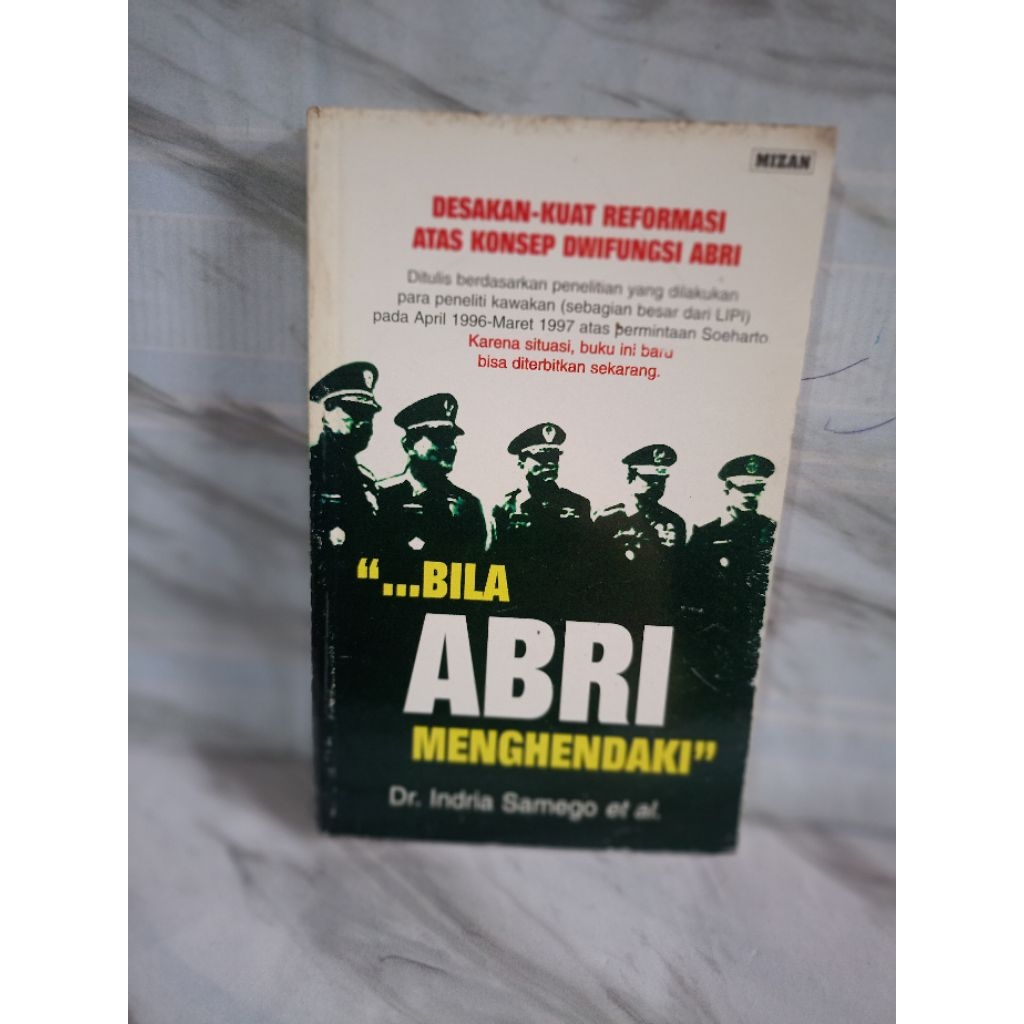 MIZAN
DESAKAN-KUAT REFORMASI
ATAS KONSEP DWIFUNGSI ABRI
Ditulis berdasarkan penelitian yang dilakukan
para peneliti kawakan (sebagian besar dari LIPI)
pada April 1996-Maret 1997 atas permintaan Soeharto
Karena situasi, buku ini baru
bisa diterbitkan sekarang.
“...BILA
ABRI
MENGHENDAKI”
Dr. Indria Samego et al.